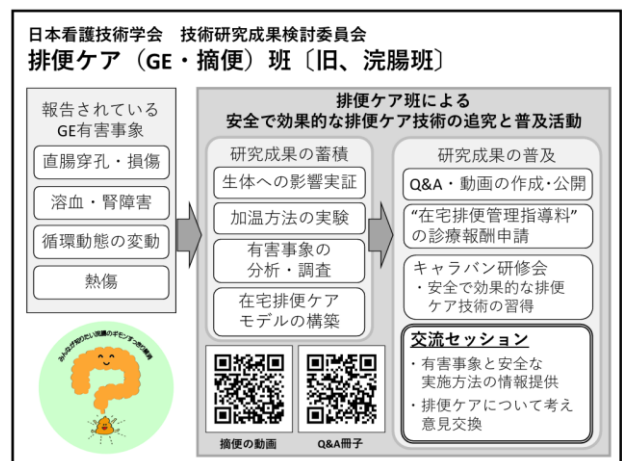 日本看護技術学会　技術研究成果検討委員会
排便ケア（GE・摘便）班〔旧、浣腸班〕
報告されている
GE有害事象
直腸穿孔・損傷
溶血・腎障害
循環動態の変動
熱傷
排便ケア班による
安全で効果的な排便ケア技術の追究と普及活動
研究成果の蓄積
生体への影響実証
加温方法の実験
有害事象の
分析・調査
在宅排便ケア
モデルの構築
摘便の動画
Q&A冊子
研究成果の普及
Q&A・動画の作成・公開
“在宅排便管理指導料”
の診療報酬申請
キャラバン研修会
・安全で効果的な排便
ケア技術の習得
交流セッション
・有害事象と安全な
実施方法の情報提供
・排便ケアについて考え
意見交換